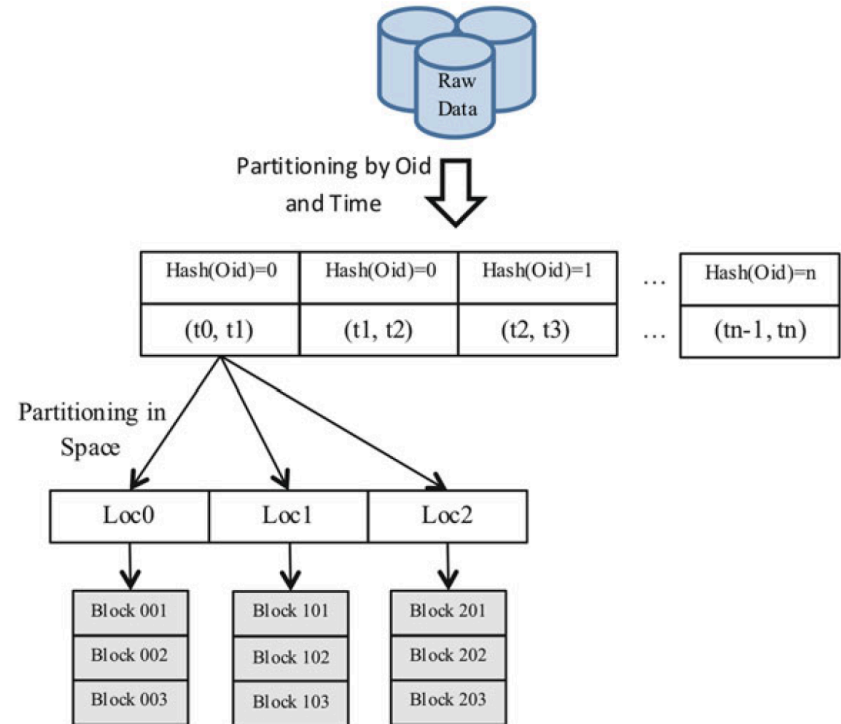 Raw
Data
Partitioning by Oid
and Time
Hash(Oid)=0 Hash(Oid)=0 Hash(Oid)=1 ... Hash(Oid)=n
(t0, t1) (t1, t2) (t2, t3) ... (tn-1, tn)
Partitioning in
Space
Loc0 Loc1 Loc2
Block 001 Block 101 Block 201
Block 002 Block 102 Block 202
Block 003 Block 103 Block 203